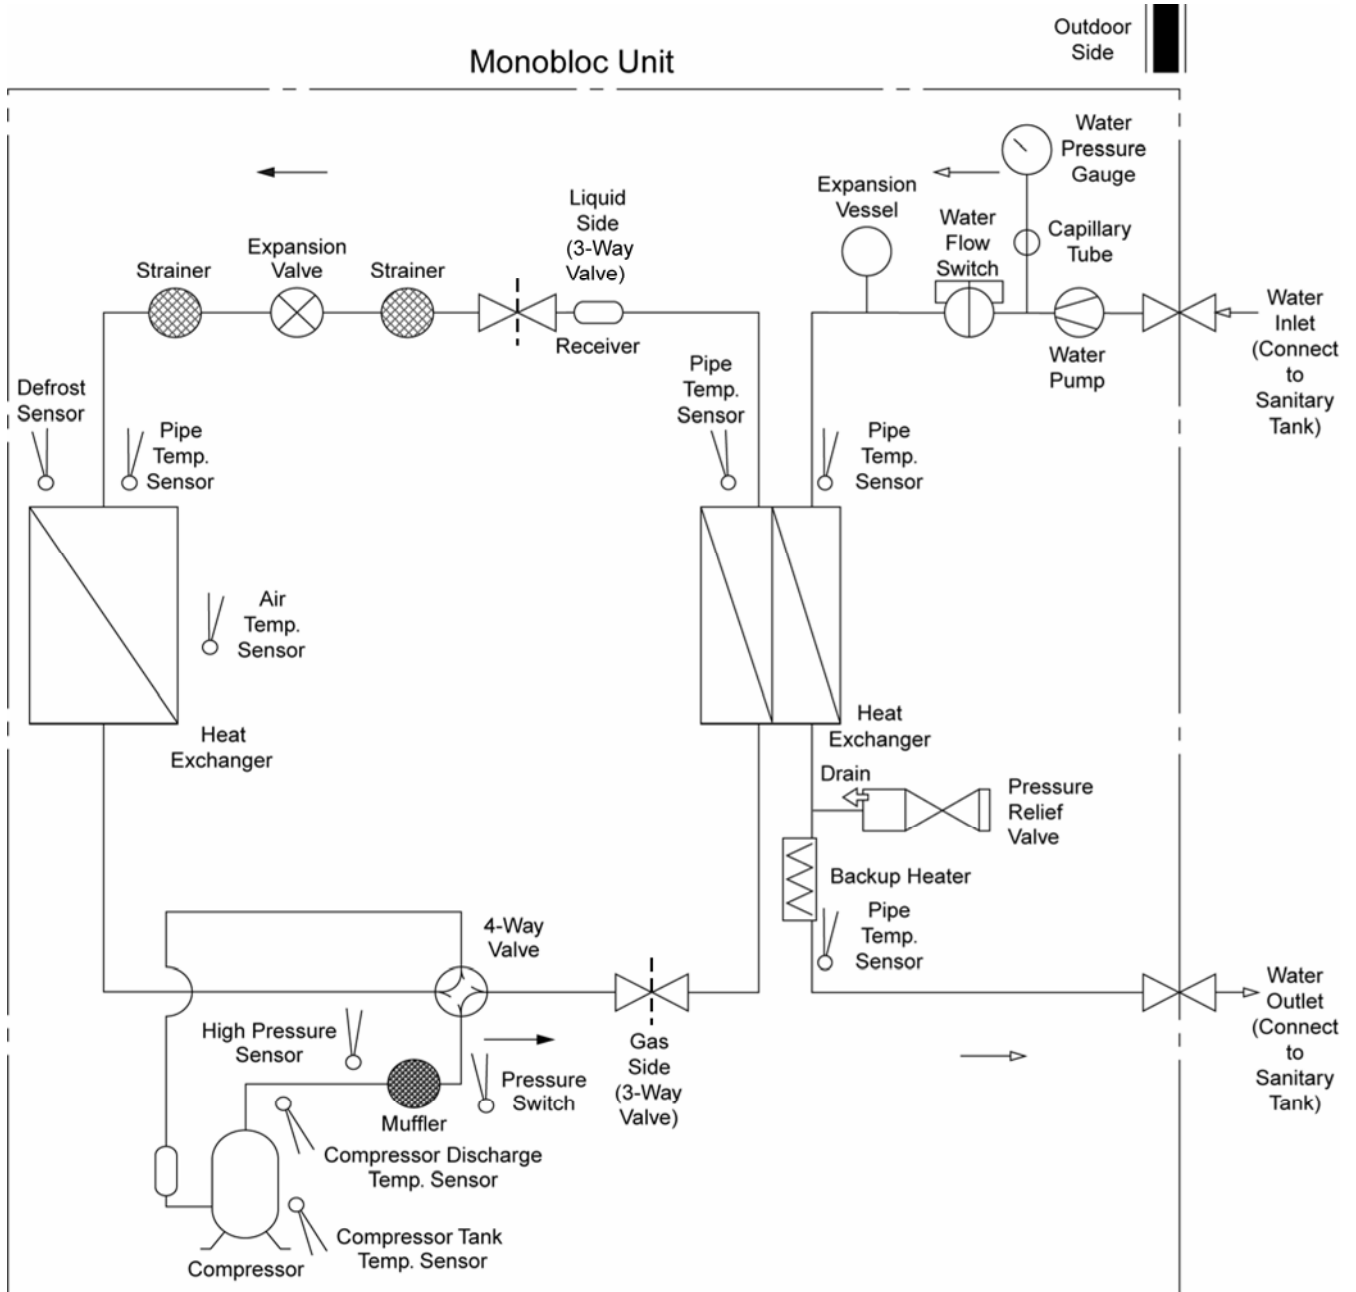 Outdoor
Side
Monobloc Unit
Water
Pressure
Gauge
Expansion
Vessel
Water
Flow
Switch
Capillary
Tube
Liquid
Side
(3-Way
Valve)
Strainer
Expansion
Valve
Strainer
Receiver
Water
Pump
Water
Inlet
(Connect
to
Sanitary
Tank)
Defrost
Sensor
Pipe
Temp.
Sensor
Pipe
Temp.
Sensor
Pipe
Temp.
Sensor
Air
Temp.
Sensor
Heat
Exchanger
Heat
Exchanger
Drain
Pressure
Relief
Valve
Backup Heater
Pipe
Temp.
Sensor
4-Way
Valve
Water
Outlet
(Connect
to
Sanitary
Tank)
High Pressure
Sensor
Gas
Side
(3-Way
Valve)
Pressure
Switch
Muffler
Compressor Discharge
Temp. Sensor
Compressor Tank
Temp. Sensor
Compressor